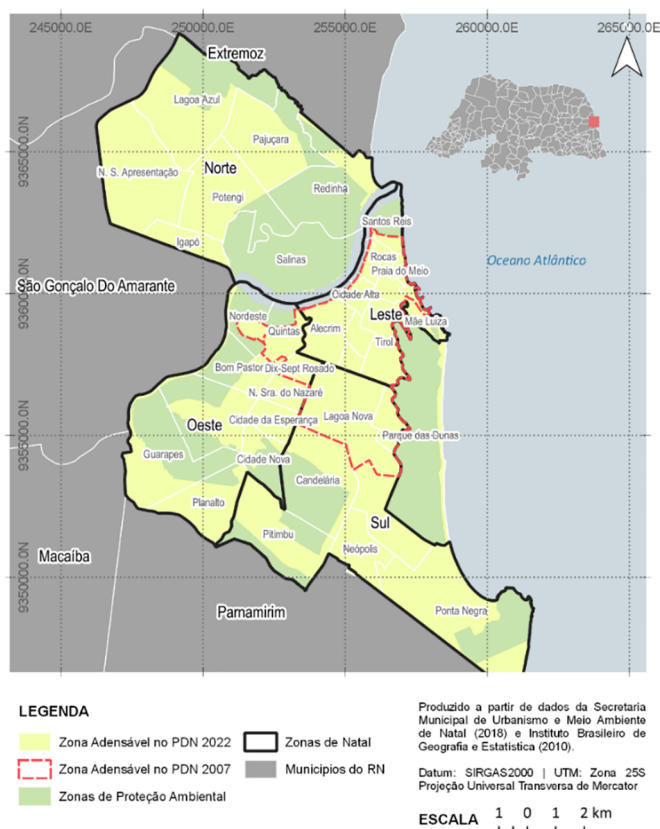 245000.0E 250000.0E 255000.0E 260000.0E 265000.0E
N
Extremoz
Lagoa Azul
Pajuçara
9365000.0N
N. S. Apresentação
Norte
Redinha
Potengi
Santos Reis
Igapó
Salinas
Rocas
Praia do Meio
Oceano Atlântico
São Gonçalo Do Amarante
9360000.0N
Cidade Alta
Nordeste
Leste
Mãe Luiza
Quintas
Alecrim
Tirol
Bom Pastor
Dix-Sept Rosado
N. Sra. do Nazaré
Oeste
Cidade da Esperança
Lagoa Nova
9355000.0N
Parque das Dunas
Guarapes
Cidade Nova
Candelária
Planalto
Sul
Pitimbu
Neópolis
Macaíba
9350000.0N
Parnamirim
Ponta Negra
LEGENDA
Zona Adensável no PDN 2022
Zonas de Natal
Zona Adensável no PDN 2007
Municipios do RN
Zonas de Proteção Ambiental
Produzido a partir de dados da Secretaria
Municipal de Urbanismo e Meio Ambiente
de Natal (2018) e Instituto Brasileiro de
Geografia e Estatística (2010).
Datum: SIRGAS2000 | UTM: Zona 25S
Projeção Universal Transversa de Mercator
ESCALA 1 0 1 2 km